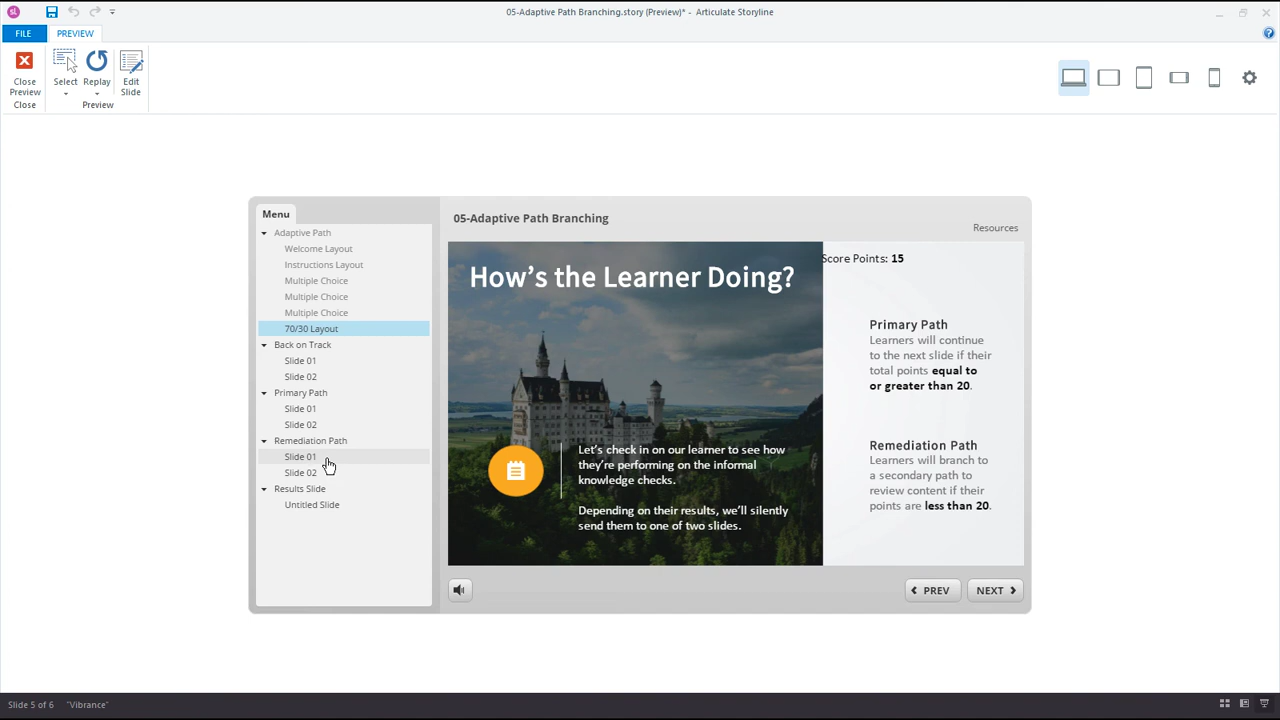 sl
05-Adaptive Path Branching.story (Preview)* - Articulate Storyline
FILE
PREVIEW
?
Close
Preview
Select
Replay
Edit
Slide
Close
Preview
Menu
Adaptive Path
Welcome Layout
Instructions Layout
Multiple Choice
Multiple Choice
Multiple Choice
70/30 Layout
Back on Track
Slide 01
Slide 02
Primary Path
Slide 01
Slide 02
Remediation Path
Slide 01
Slide 02
Results Slide
Untitled Slide
05-Adaptive Path Branching
Resources
How's the Learner Doing?
Score Points: 15
Let's check in on our learner to see how
they're performing on the informal
knowledge checks.
Depending on their results, we'll silently
send them to one of two slides.
Primary Path
Learners will continue
to the next slide if their
total points equal to
or greater than 20.
Remediation Path
Learners will branch to
a secondary path to
review content if their
points are less than 20.
PREV
NEXT
Slide 5 of 6 "Vibrance"